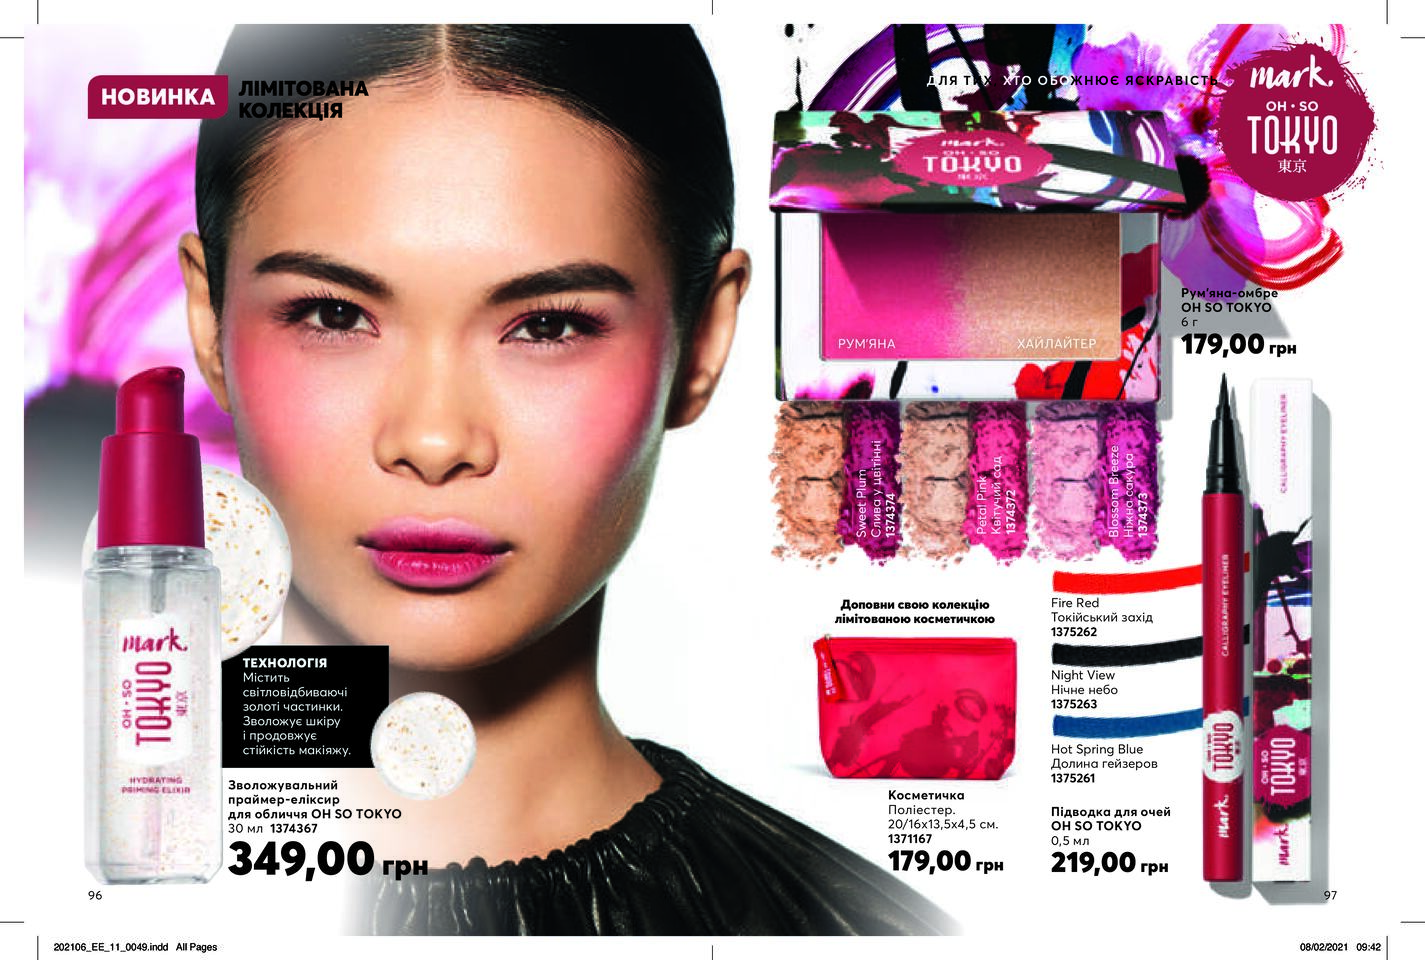 НОВИНКА
ЛІМІТОВАНА
КОЛЕКЦІЯ
mark.
OH • SO
TOKYO
東京
HYDRATING
PRIMING ELIXIR
ТЕХНОЛОГІЯ
Містить
світловідбиваючі
золоті частинки.
Зволожує шкіру
і продовжує
стійкість макіяжу.
Зволожувальний
праймер-еліксир
для обличчя OH SO TOKYO
30 мл 1374367
349,00 грн
96
ДЛЯ ТИХ, ХТО ОБОЖНЮЄ ЯСКРАВІСТЬ
mark.
OH • SO
TOKYO
東京
mark.
OH • SO
TOKYO
東京
РУМ'ЯНА
ХАЙЛАЙТЕР
Рум'яна-омбре
OH SO TOKYO
6 г
179,00 грн
Sweet Plum
Слива у цвітінні
1374374
Petal Pink
Квітучий сад
1374372
Blossom Breeze
Ніжна сакура
1374373
Доповни свою колекцію
лімітованою косметичкою
Косметичка
Поліестер.
20/16x13,5x4,5 см.
1371167
179,00 грн
Fire Red
Токійський захід
1375262
Night View
Нічне небо
1375263
Hot Spring Blue
Долина гейзеров
1375261
Підводка для очей
OH SO TOKYO
0,5 мл
219,00 грн
CALLIGRAPHY EYELINER
TOKYO
mark.
CALLIGRAPHY EYELINER
OH • SO
TOKYO
mark.
97
202106_EE_11_0049.indd All Pages
08/02/2021 09:42